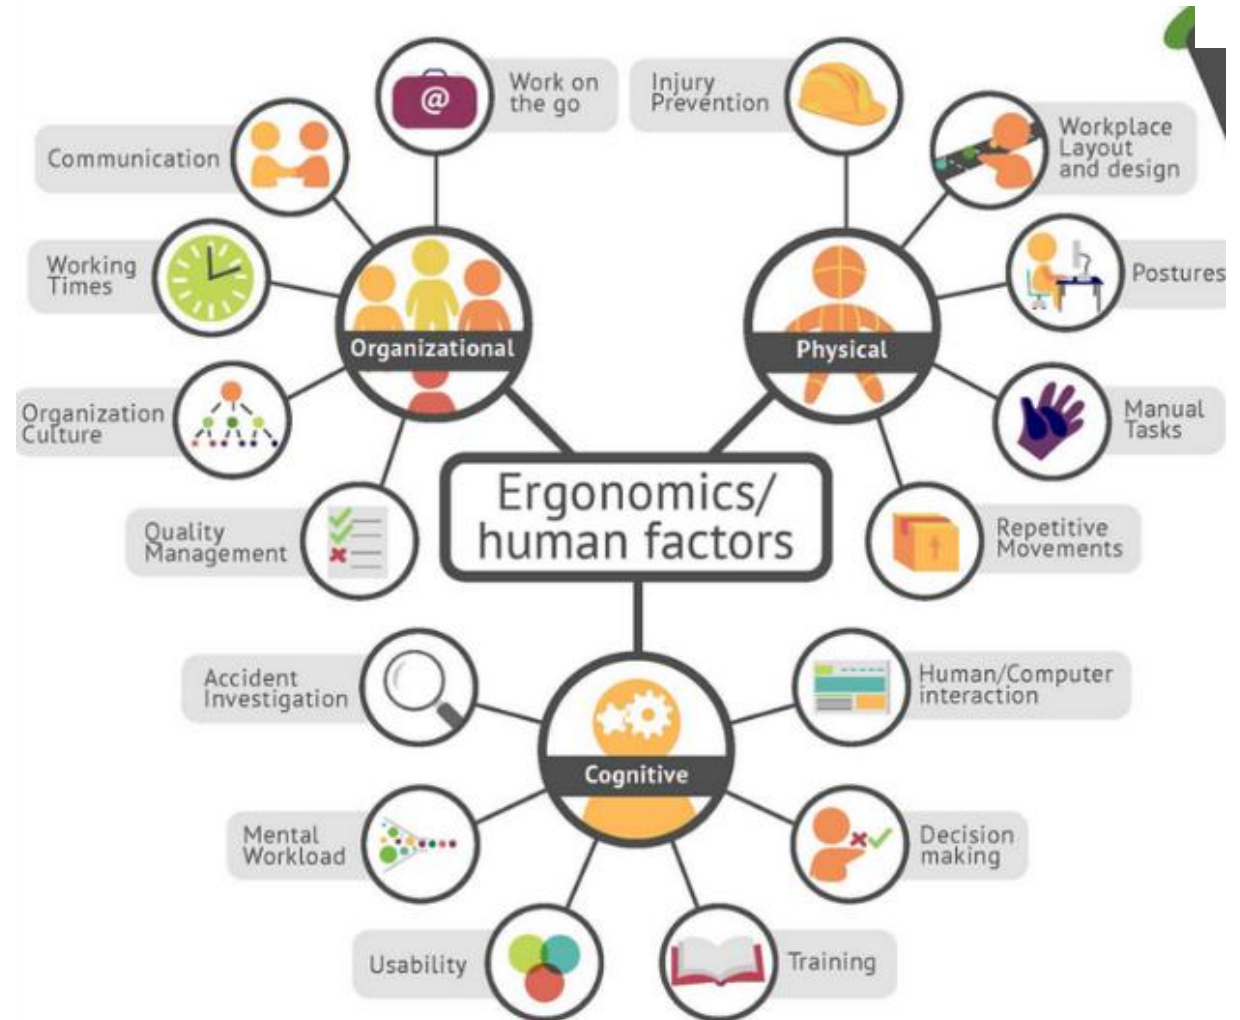 Work on
the go
Injury
Prevention
Communication
@
Workplace
Layout
and design
Working
Times
Postures
Organizational
Physical
Organization
Culture
Manual
Tasks
Quality
Management
Ergonomics/
human factors
Repetitive
Movements
Accident
Investigation
Human/Computer
interaction
Cognitive
Mental
Workload
Decision
making
Usability
Training